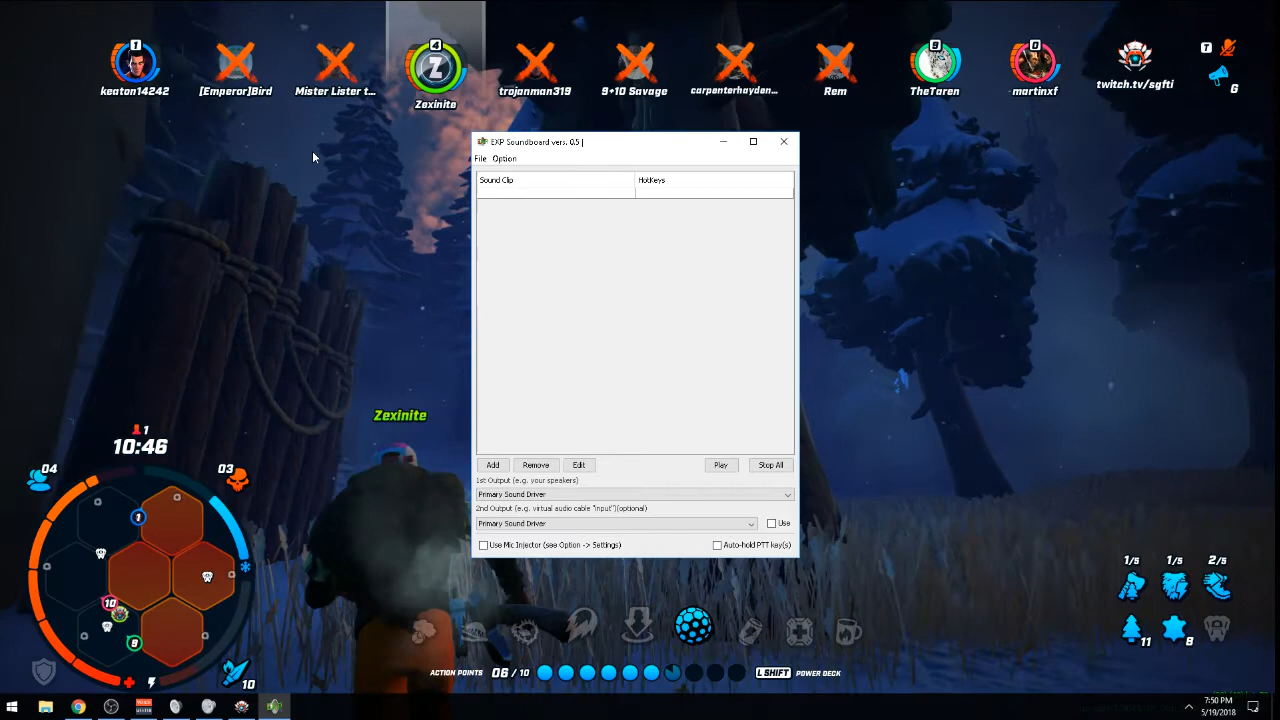 1
4
9
0
T
keaton14242
[Emperor]Bird
Mister Lister t...
Z
Zexinite
trojanman319
9+10 Savage
carpenterhayden...
Rem
TheTaren
martinxf
twitch.tv/sgfti
G
EXP Soundboard vers. 0.5 |
File Option
Sound Clip HotKeys
Zexinite
1
10:46
04
03
1
10
9
10
Add Remove Edit Play Stop All
1st Output (e.g. your speakers)
Primary Sound Driver
2nd Output (e.g. virtual audio cable "input")(optional)
Primary Sound Driver Use
Use Mic Injector (see Option -> Settings) Auto-hold PTT key(s)
1/5 1/5 2/5
11 8
ACTION POINTS 06 / 10 L SHIFT POWER DECK
7:50 PM
5/19/2018